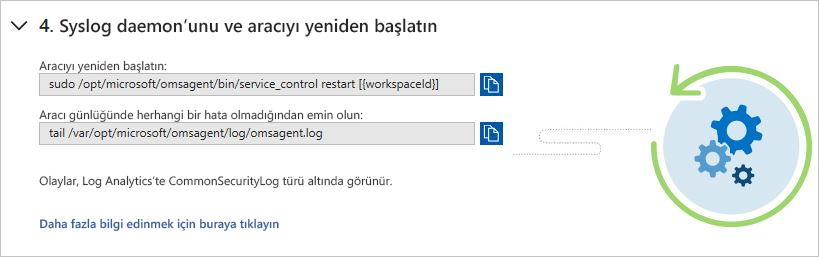 4. Syslog daemon’unu ve aracıyı yeniden başlatın
Aracıyı yeniden başlatın:
sudo /opt/microsoft/omsagent/bin/service_control restart [{workspaceId}]
Aracı günlüğünde herhangi bir hata olmadığından emin olun:
tail /var/opt/microsoft/omsagent/log/omsagent.log
Olaylar, Log Analytics’te CommonSecurityLog türü altında görünür.
Daha fazla bilgi edinmek için buraya tıklayın